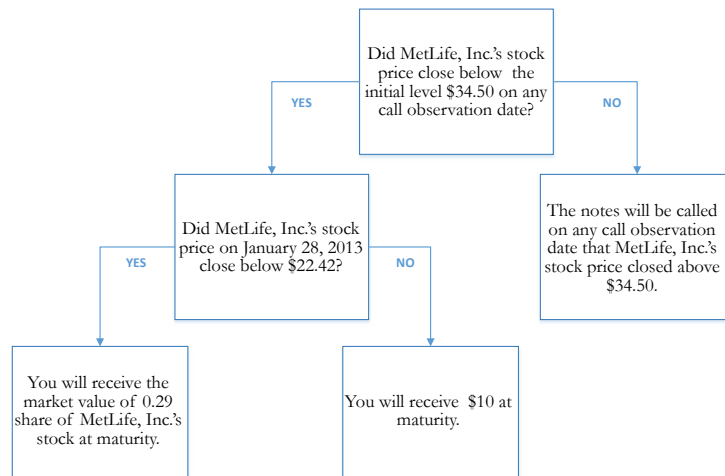 Did MetLife, Inc.'s stock
price close below the
initial level $34.50 on any
call observation date?
YES
NO
Did MetLife, Inc.'s stock
price on January 28, 2013
close below $22.42?
The notes will be called
on any call observation
date that MetLife, Inc.'s
stock price closed above
$34.50.
YES
NO
You will receive the
market value of 0.29
share of MetLife, Inc.'s
stock at maturity.
You will receive $10 at
maturity.